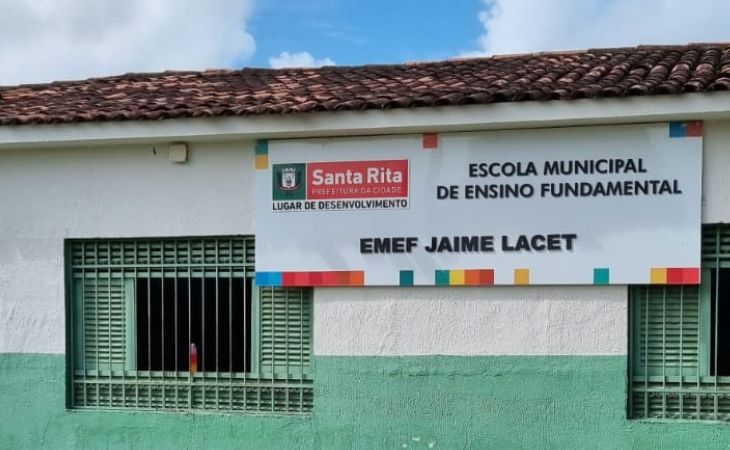 Santa Rita
PREFEITURA DA CIDADE
LUGAR DE DESENVOLVIMENTO
ESCOLA MUNICIPAL
DE ENSINO FUNDAMENTAL
EMEF JAIME LACET